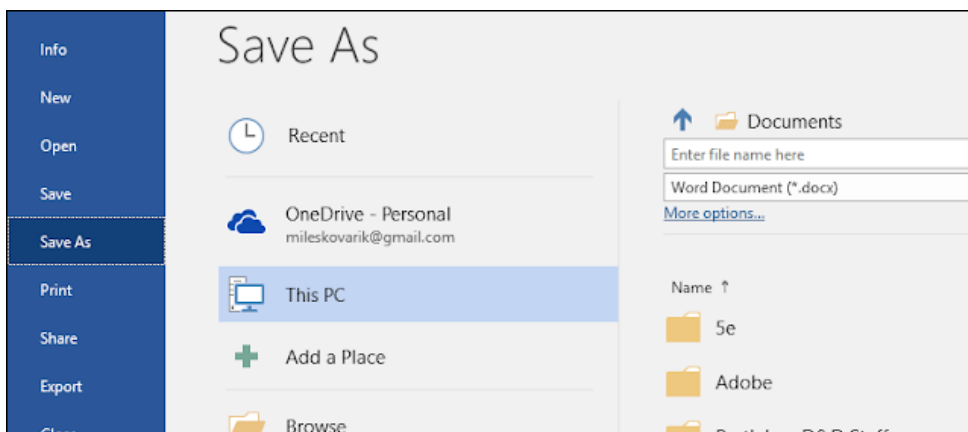 Info
New
Open
Save
Save As
Print
Share
Export
Save As
Recent
OneDrive - Personal
mileskovarik@gmail.com
This PC
Add a Place
Browse
Documents
Enter file name here
Word Document (*.docx)
More options...
Name ↑
5e
Adobe